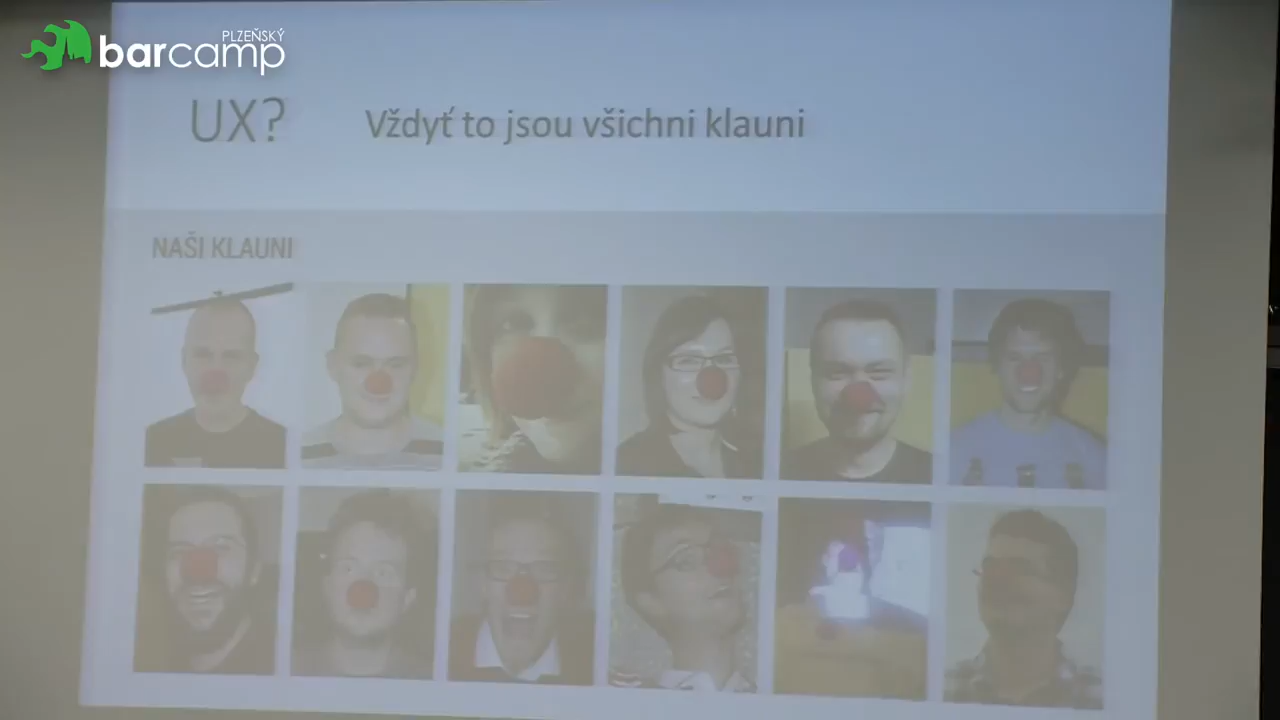 PLZEŇSKÝ
barcamp
UX?
Vždyť to jsou všichni klauni
NAŠI KLAUNI